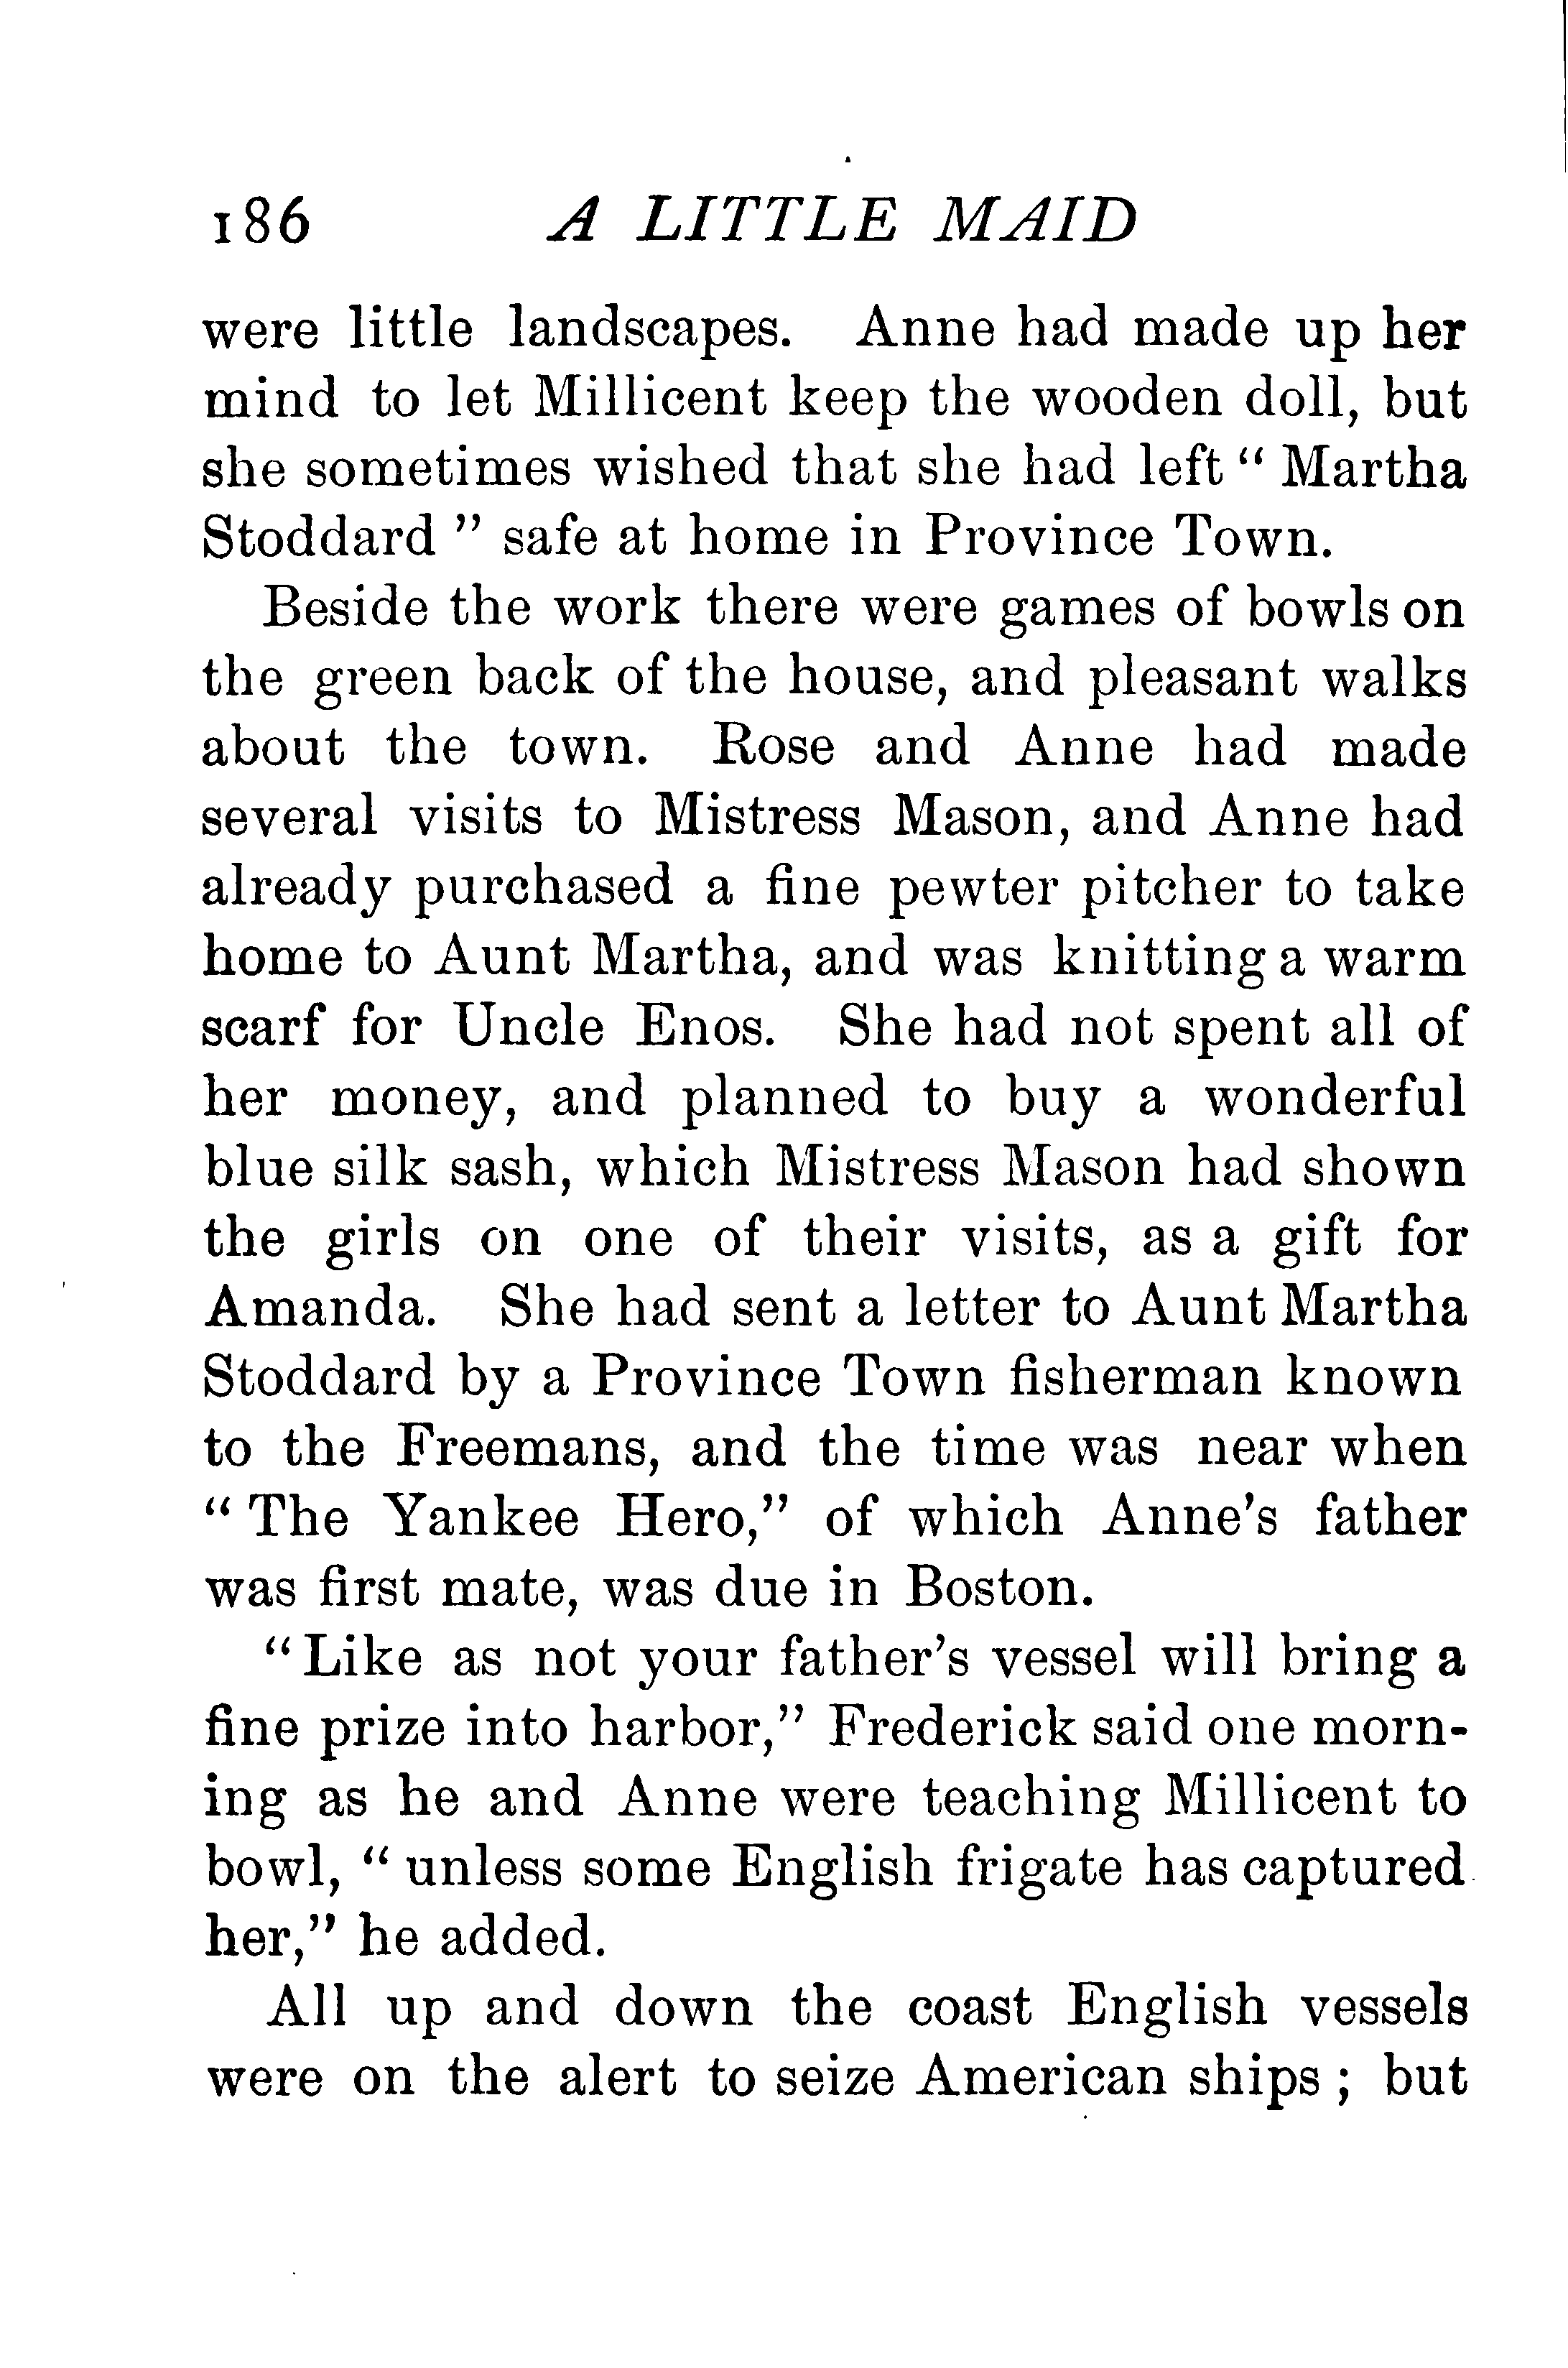 186 A LITTLE MAID
were little landscapes. Anne had made up her
mind to let Millicent keep the wooden doll, but
she sometimes wished that she had left “ Martha
Stoddard ” safe at home in Province Town.
Beside the work there were games of bowls on
the green back of the house, and pleasant walks
about the town. Rose and Anne had made
several visits to Mistress Mason, and Anne had
already purchased a fine pewter pitcher to take
home to Aunt Martha, and was knitting a warm
scarf for Uncle Enos. She had not spent all of
her money, and planned to buy a wonderful
blue silk sash, which Mistress Mason had shown
the girls on one of their visits, as a gift for
Amanda. She had sent a letter to Aunt Martha
Stoddard by a Province Town fisherman known
to the Freemans, and the time was near when
“ The Yankee Hero,” of which Anne’s father
was first mate, was due in Boston.
“ Like as not your father’s vessel will bring a
fine prize into harbor,” Frederick said one morn-
ing as he and Anne were teaching Millicent to
bowl, “ unless some English frigate has captured
her,” he added.
All up and down the coast English vessels
were on the alert to seize American ships ; but